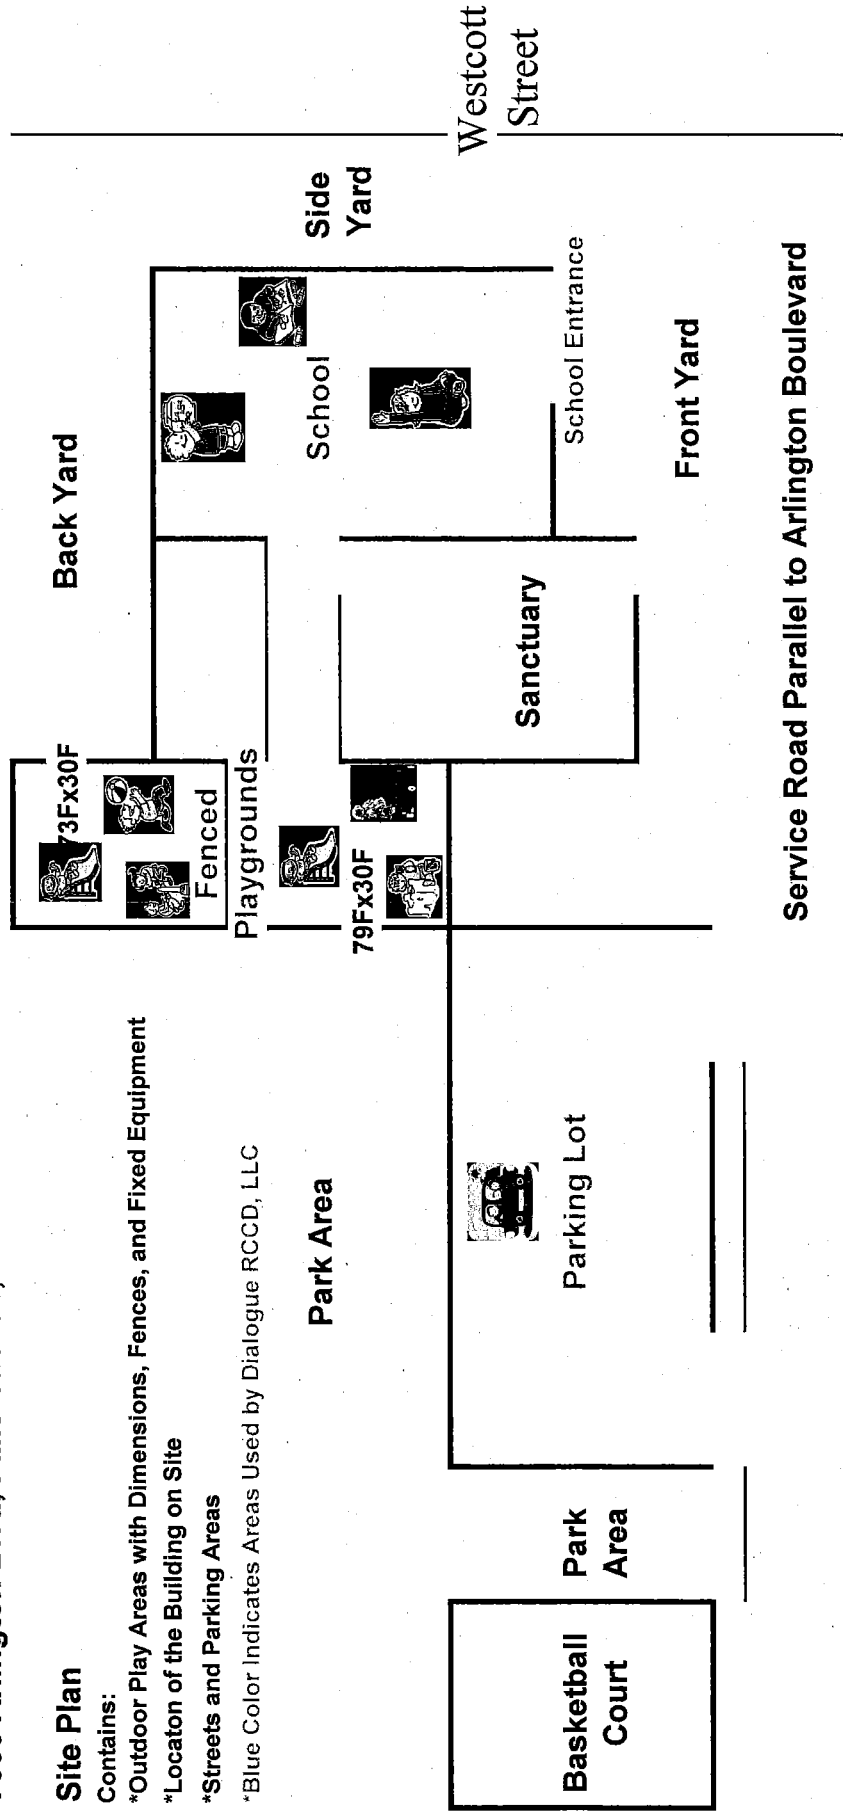 Site Plan
Contains:
*Outdoor Play Areas with Dimensions, Fences, and Fixed Equipment
*Locaton of the Building on Site
*Streets and Parking Areas
*Blue Color Indicates Areas Used by Dialogue RCCD, LLC
Back Yard
73Fx30F
Fenced
Playgrounds
79Fx30F
School
Side
Yard
Westcott
Street
Park Area
Sanctuary
School Entrance
Parking Lot
Front Yard
Basketball
Court
Park
Area
Service Road Parallel to Arlington Boulevard